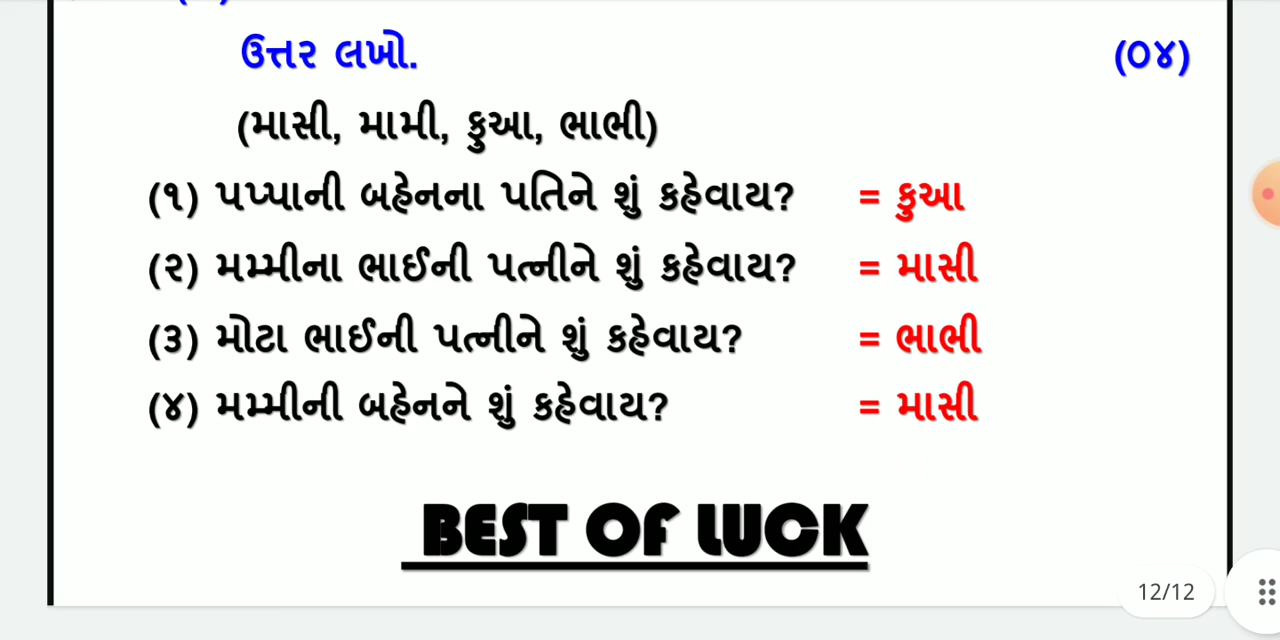 ઉત્તર લખો. (૦૪)
(માસી, મામી, ફુઆ, ભાભી)
(૧) પપ્પાની બહેનના પતિને શું કહેવાય? = ફુઆ
(૨) મમ્મીના ભાઈની પત્નીને શું કહેવાય? = માસી
(૩) મોટા ભાઈની પત્નીને શું કહેવાય? = ભાભી
(૪) મમ્મીની બહેનને શું કહેવાય? = માસી
BEST OF LUCK
12/12